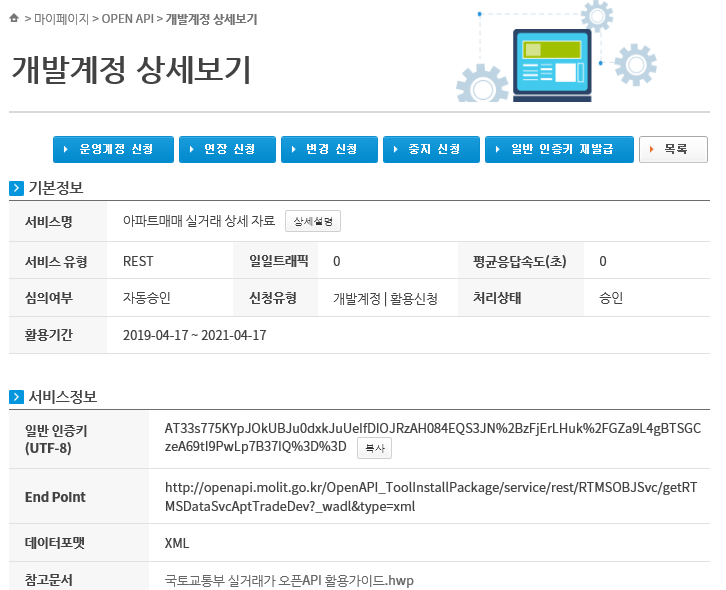 > 마이페이지 > OPEN API > 개발계정 상세보기
개발계정 상세보기
운영계정 신청 연장 신청 변경 신청 중지 신청 일반 인증키 재발급 목록
기본정보
서비스명 아파트매매 실거래 상세 자료 상세설명
서비스 유형 REST 일일트래픽 0 평균응답속도(초) 0
심의여부 자동승인 신청유형 개발계정 | 활용신청 처리상태 승인
활용기간 2019-04-17 ~ 2021-04-17
서비스정보
일반 인증키
(UTF-8)
AT33s775KYpJOkUBJu0dxkJuUeIfDIOJRzAH084EQS3JN%2BzFjErLHuk%2FGZa9L4gBTSGC
zeA69tI9PwLp7B37IQ%3D%3D 복사
End Point
http://openapi.molit.go.kr/OpenAPI_ToolInstallPackage/service/rest/RTMSOBJSvc/getRT
MSDataSvcAptTradeDev?_wadl&type=xml
데이터포맷 XML
참고문서 국토교통부 실거래가 오픈API 활용가이드.hwp